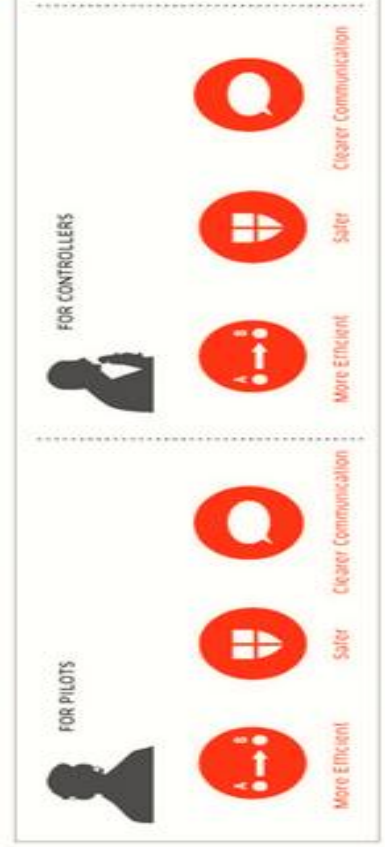 FOR PILOTS
A B
More Efficient
Safer
Clearer Communication
FOR CONTROLLERS
A B
More Efficient
Safer
Clearer Communication